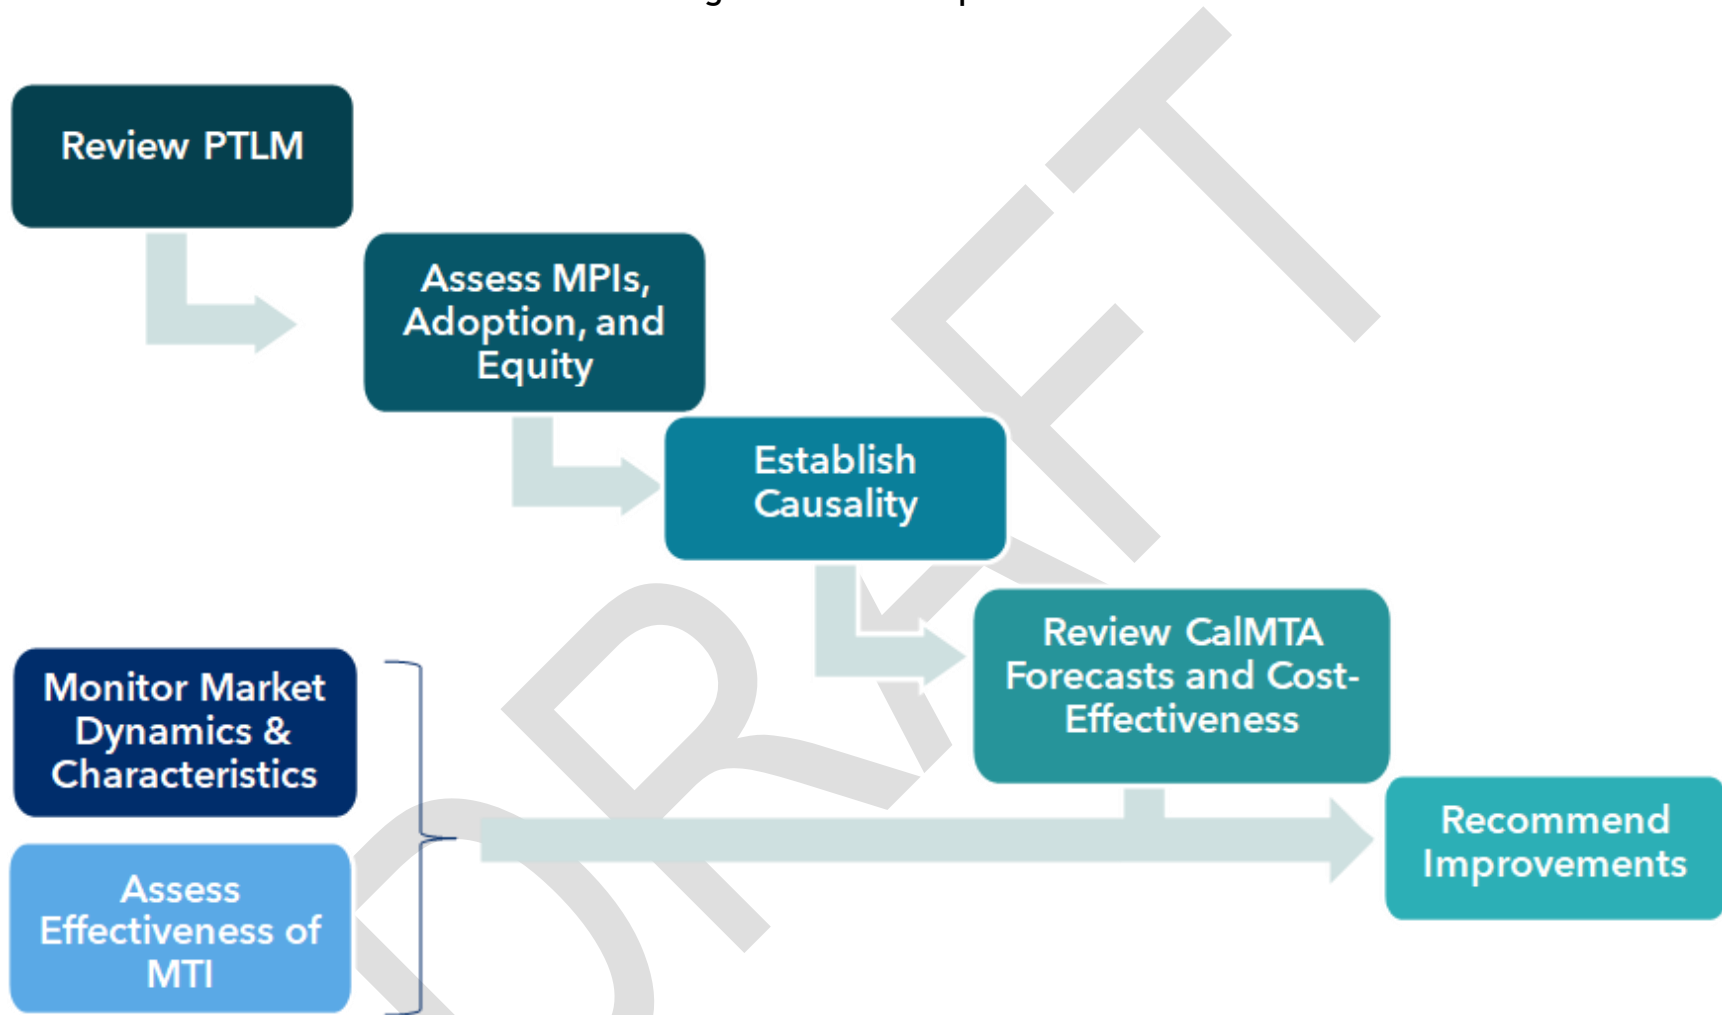 Review PTLM
Assess MPIs,
Adoption, and
Equity
Establish
Causality
Review CalMTA
Forecasts and Cost-
Effectiveness
Monitor Market
Dynamics &
Characteristics
Assess
Effectiveness of
MTI
Recommend
Improvements
DRAFT